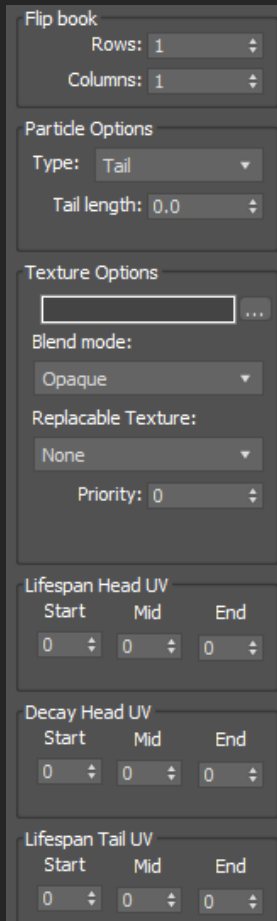 Flip book
Rows: 1
Columns: 1
Particle Options
Type: Tail
Tail length: 0.0
Texture Options
...
Blend mode:
Opaque
Replacable Texture:
None
Priority: 0
Lifespan Head UV
Start Mid End
0 0 0
Decay Head UV
Start Mid End
0 0 0
Lifespan Tail UV
Start Mid End
0 0 0